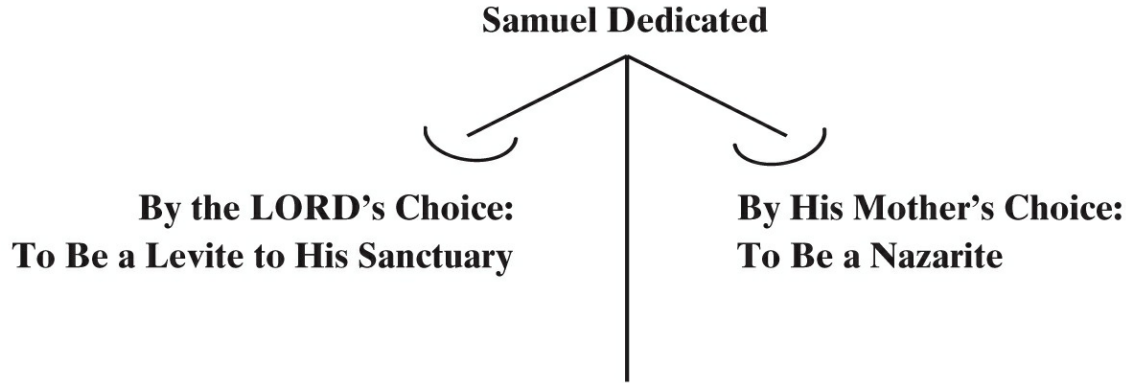 Samuel Dedicated
By the LORD’s Choice:
To Be a Levite to His Sanctuary
By His Mother’s Choice:
To Be a Nazarite